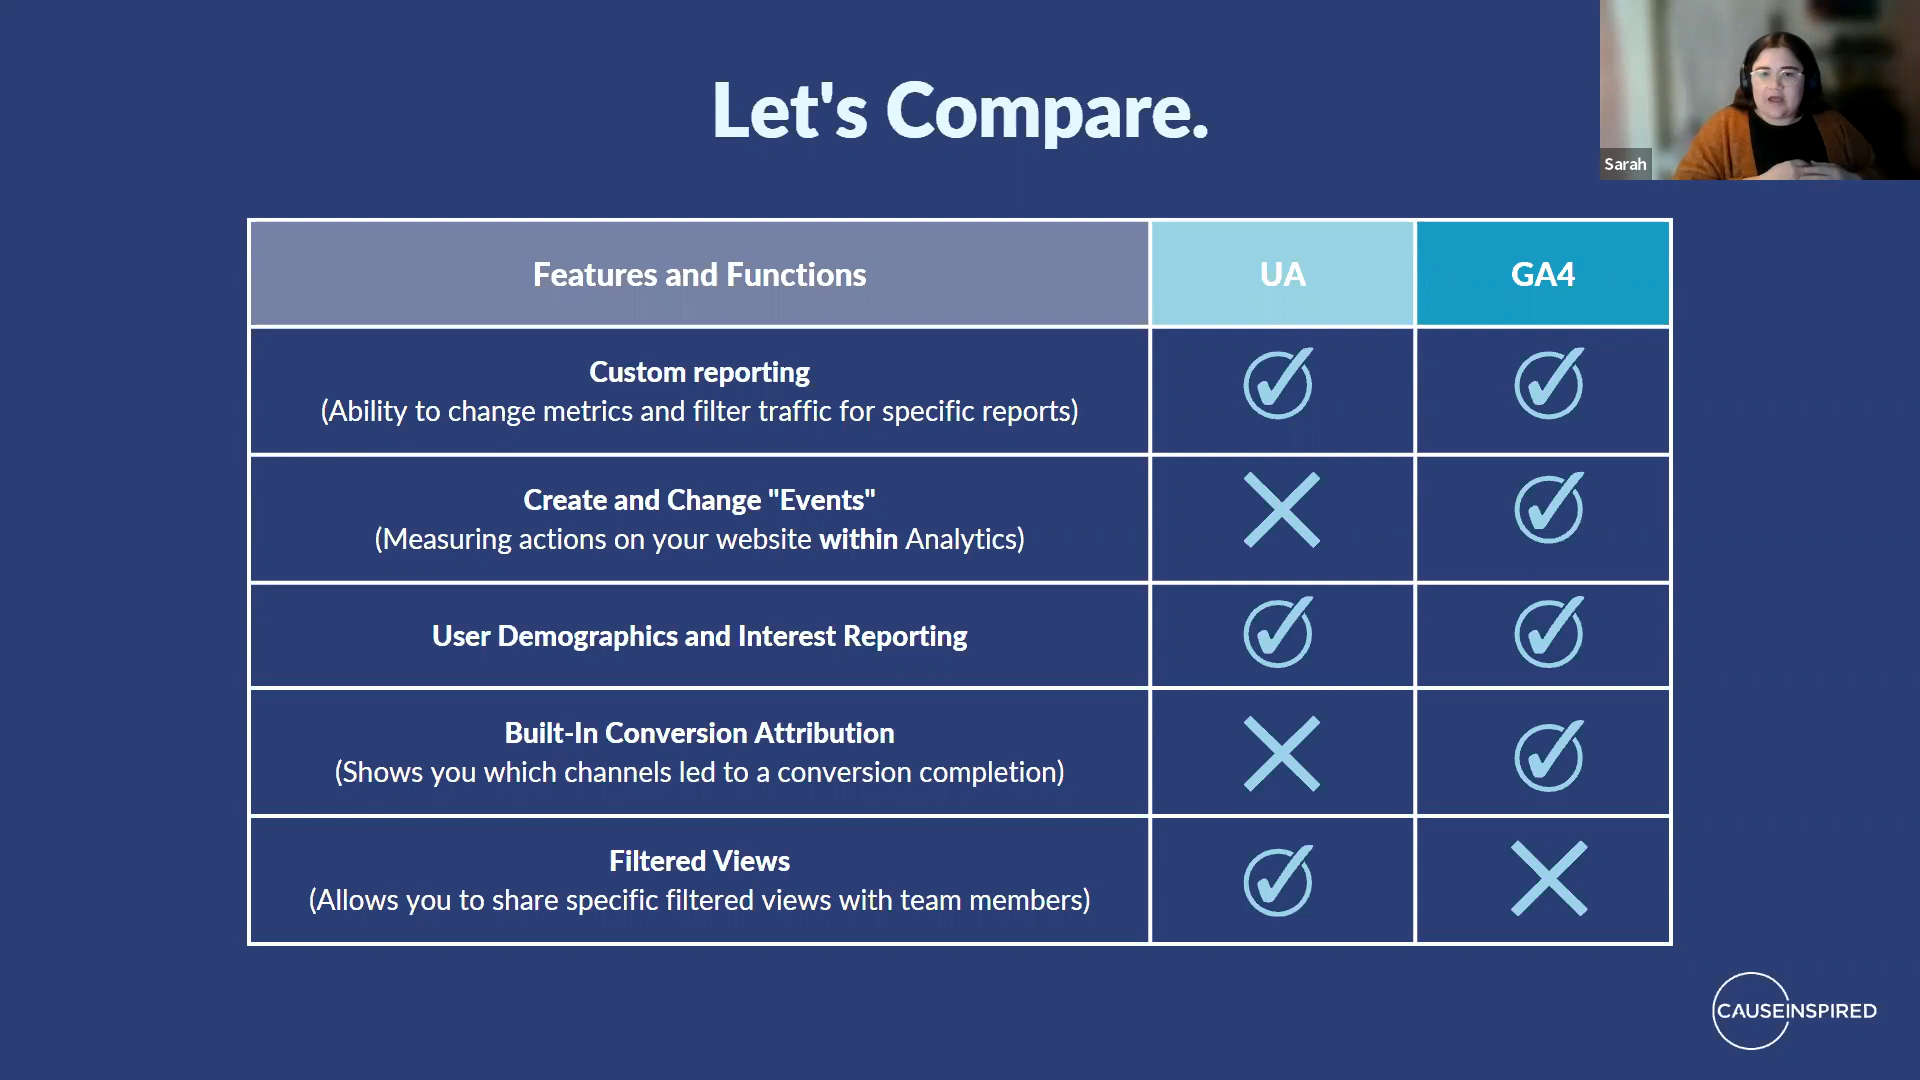 Let's Compare.
Sarah
Features and Functions
UA
GA4
Custom reporting
(Ability to change metrics and filter traffic for specific reports)
Create and Change "Events"
(Measuring actions on your website within Analytics)
User Demographics and Interest Reporting
Built-In Conversion Attribution
(Shows you which channels led to a conversion completion)
Filtered Views
(Allows you to share specific filtered views with team members)
CAUSEINSPIRED